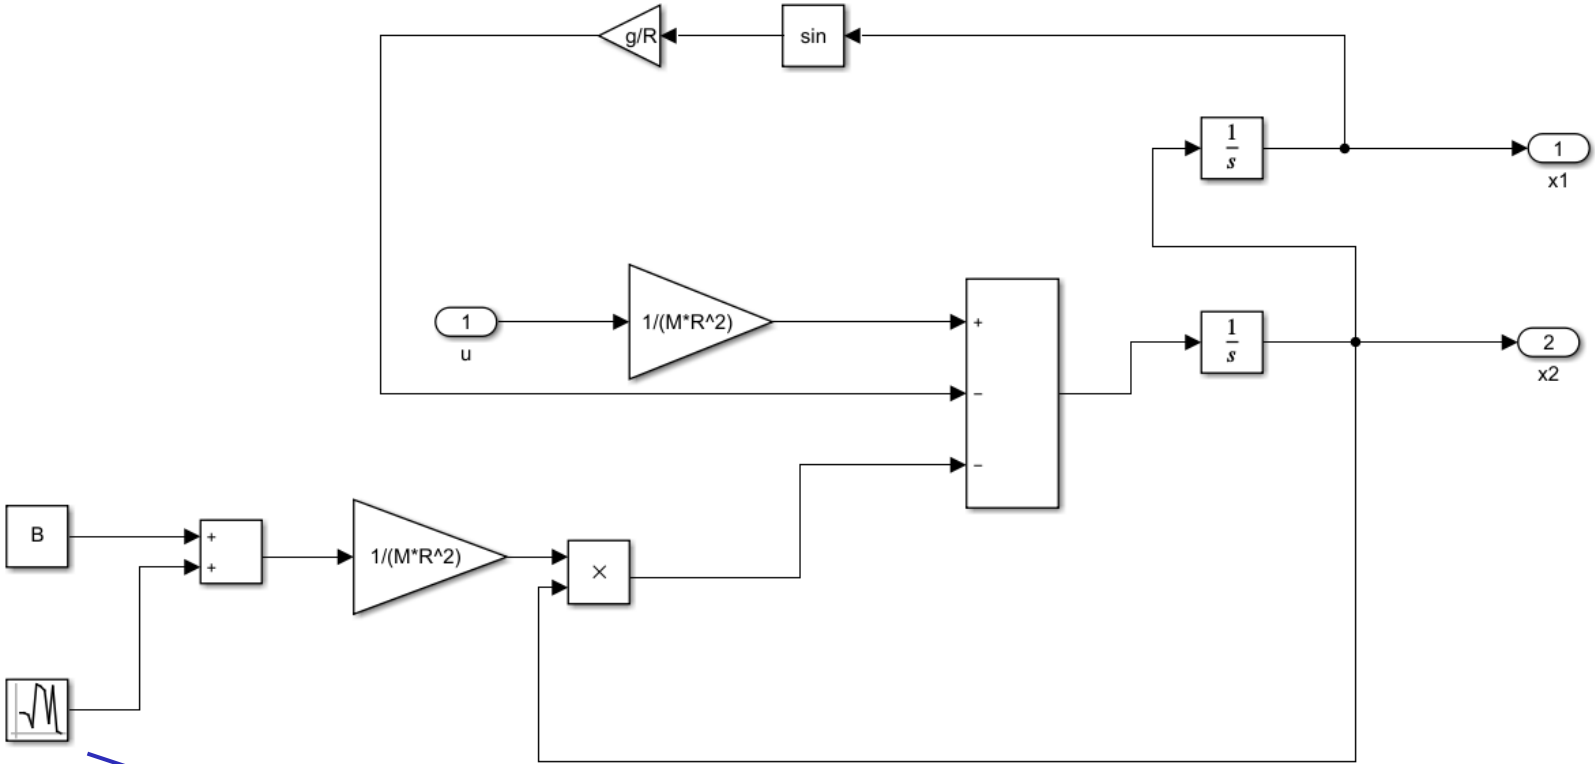 g/R
sin
1
s
1
x1
1
u
1/(M*R^2)
+
−
−
1
s
2
x2
B
+
+
1/(M*R^2)
×